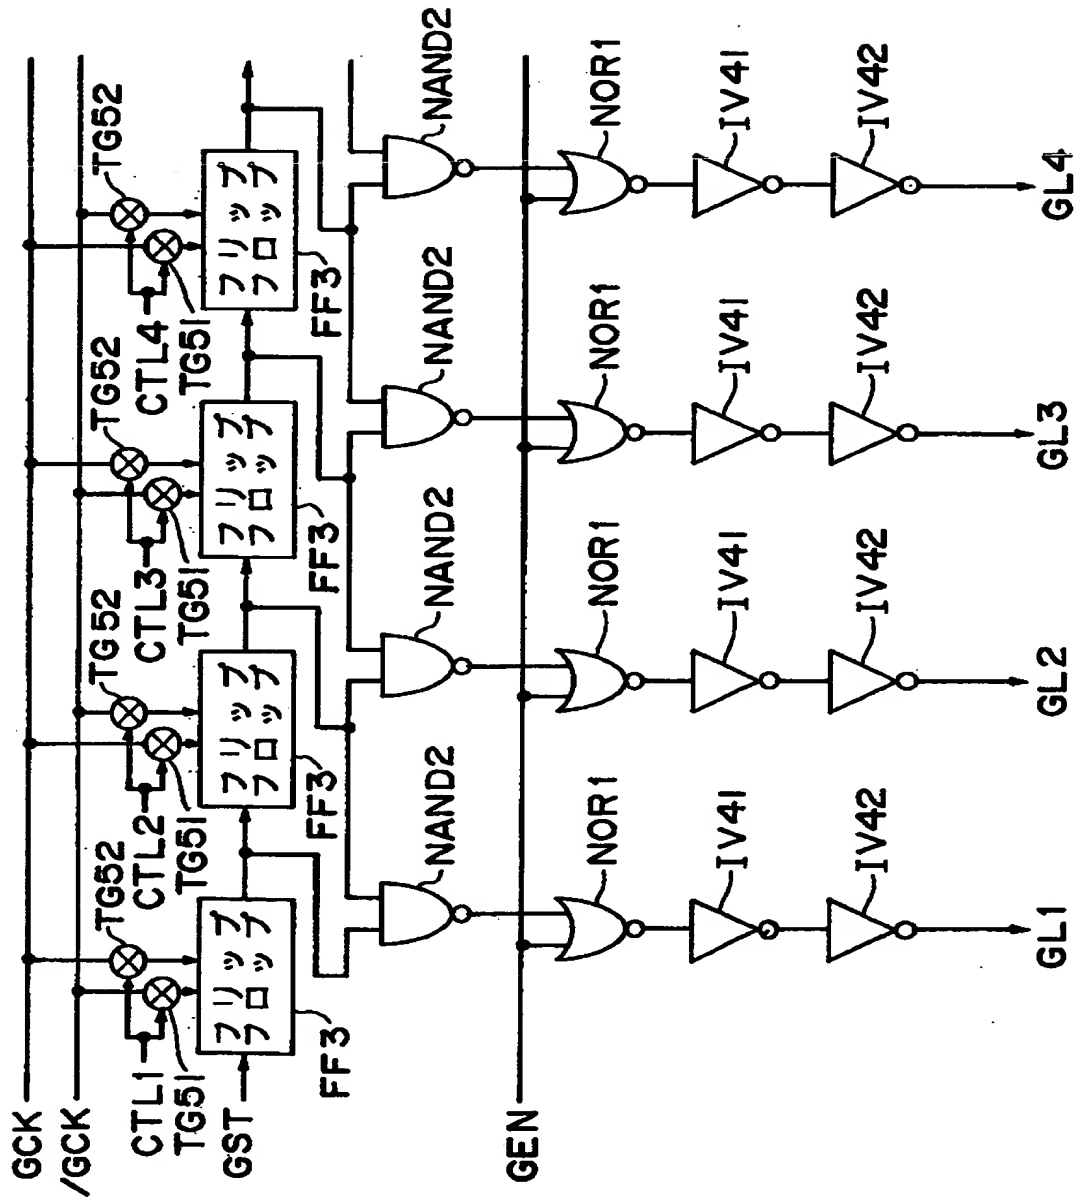 GCK
/GCK
CTL1
TG51
TG52
CTL2
TG51
TG52
CTL3
TG51
TG52
CTL4
TG51
TG52
GST
フリップ
フロップ
FF3
フリップ
フロップ
FF3
フリップ
フロップ
FF3
フリップ
フロップ
FF3
NAND2
NAND2
NAND2
NAND2
GEN
NOR1
NOR1
NOR1
NOR1
IV41
IV41
IV41
IV41
IV42
IV42
IV42
IV42
GL1
GL2
GL3
GL4